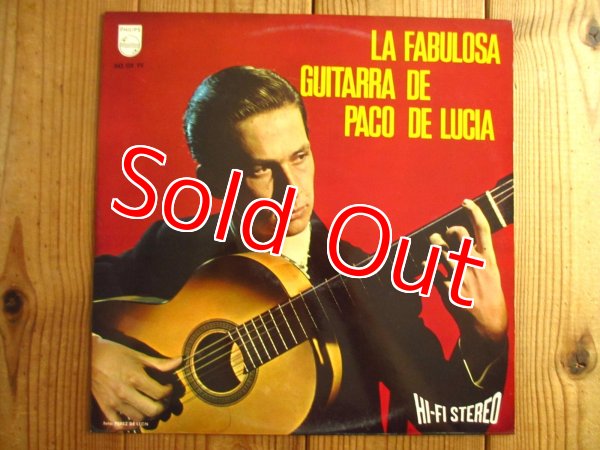 PHILIPS
LA FABULOSA
GUITARRA DE
PACO DE LUCIA
Sold Out
HI-FI STEREO